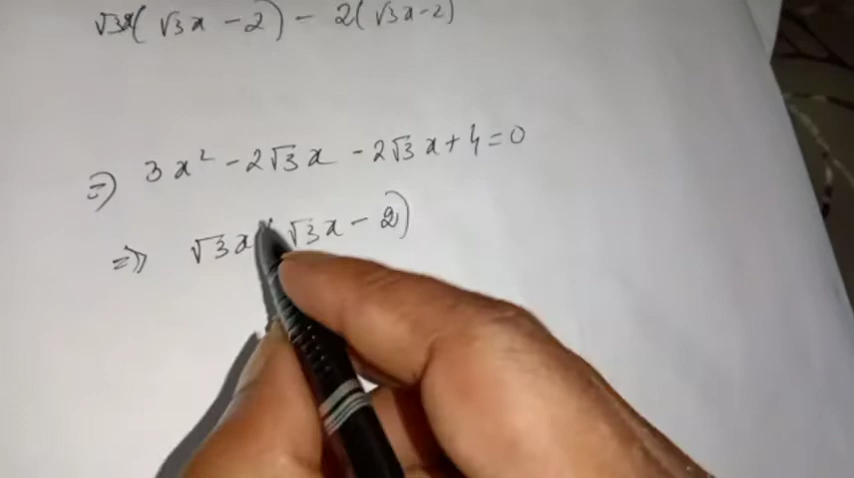 √3x(√3x - 2) - 2(√3x-2)
=) 3x² - 2√3x - 2√3x + 4 = 0
=> √3x(√3x - 2)